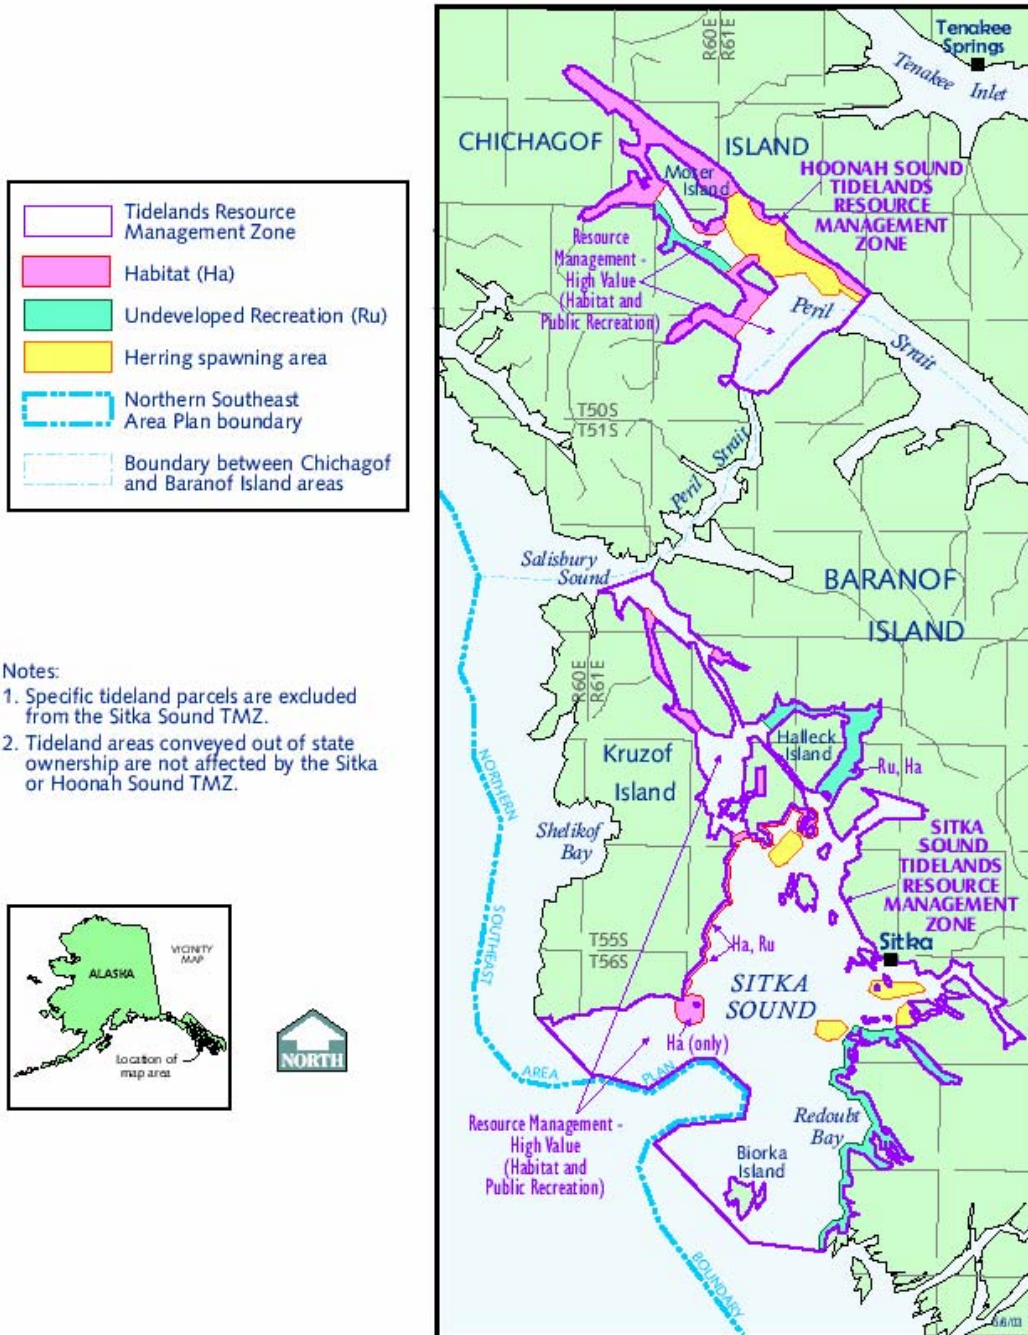 Tidelands Resource
Management Zone
Habitat (Ha)
Undeveloped Recreation (Ru)
Herring spawning area
Northern Southeast
Area Plan boundary
Boundary between Chichagof
and Baranof Island areas
Notes:
1. Specific tideland parcels are excluded
from the Sitka Sound TMZ.
2. Tideland areas conveyed out of state
ownership are not affected by the Sitka
or Hoonah Sound TMZ.
VICINITY
MAP
ALASKA
Location of
map area
NORTH
R60E
R61E
Tenakee
Springs
Tenakee Inlet
CHICHAGOF ISLAND
Moser
Island
HOONAH SOUND
TIDELANDS
RESOURCE
MANAGEMENT
ZONE
Resource
Management -
High Value
(Habitat and
Public Recreation)
Peril Strait
T50S
T51S
Peril Strait
Salisbury
Sound
BARANOF
ISLAND
R60E
R61E
Kruzof
Island
Halleck
Island
Ru, Ha
Shelikof
Bay
SITKA
SOUND
TIDELANDS
RESOURCE
MANAGEMENT
ZONE
Sitka
T55S
T56S
Ha, Ru
SITKA
SOUND
Ha (only)
NORTHERN SOUTHEAST AREA PLAN BOUNDARY
Resource Management -
High Value
(Habitat and
Public Recreation)
Redoubt
Bay
Biorka
Island